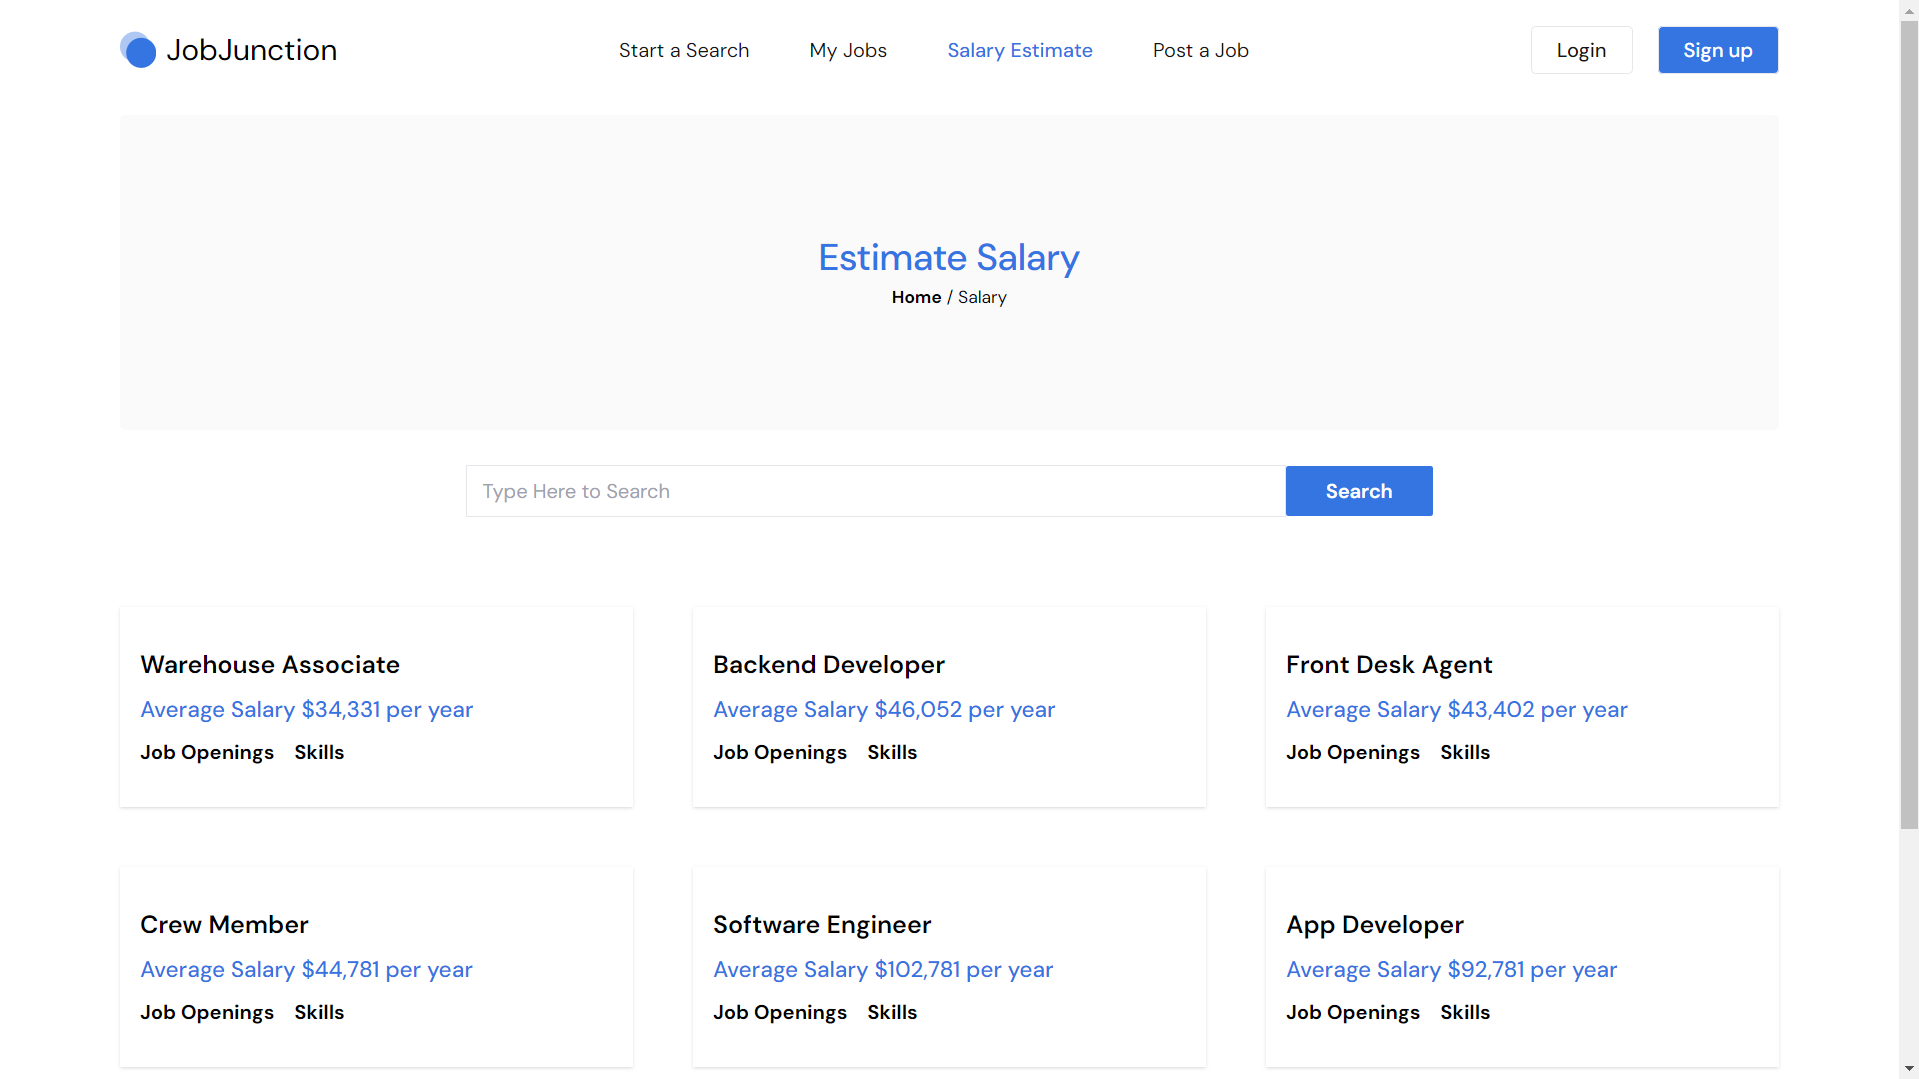 JobJunction
Start a Search
My Jobs
Salary Estimate
Post a Job
Login
Sign up
Estimate Salary
Home / Salary
Type Here to Search
Search
Warehouse Associate
Average Salary $34,331 per year
Job Openings Skills
Backend Developer
Average Salary $46,052 per year
Job Openings Skills
Front Desk Agent
Average Salary $43,402 per year
Job Openings Skills
Crew Member
Average Salary $44,781 per year
Job Openings Skills
Software Engineer
Average Salary $102,781 per year
Job Openings Skills
App Developer
Average Salary $92,781 per year
Job Openings Skills